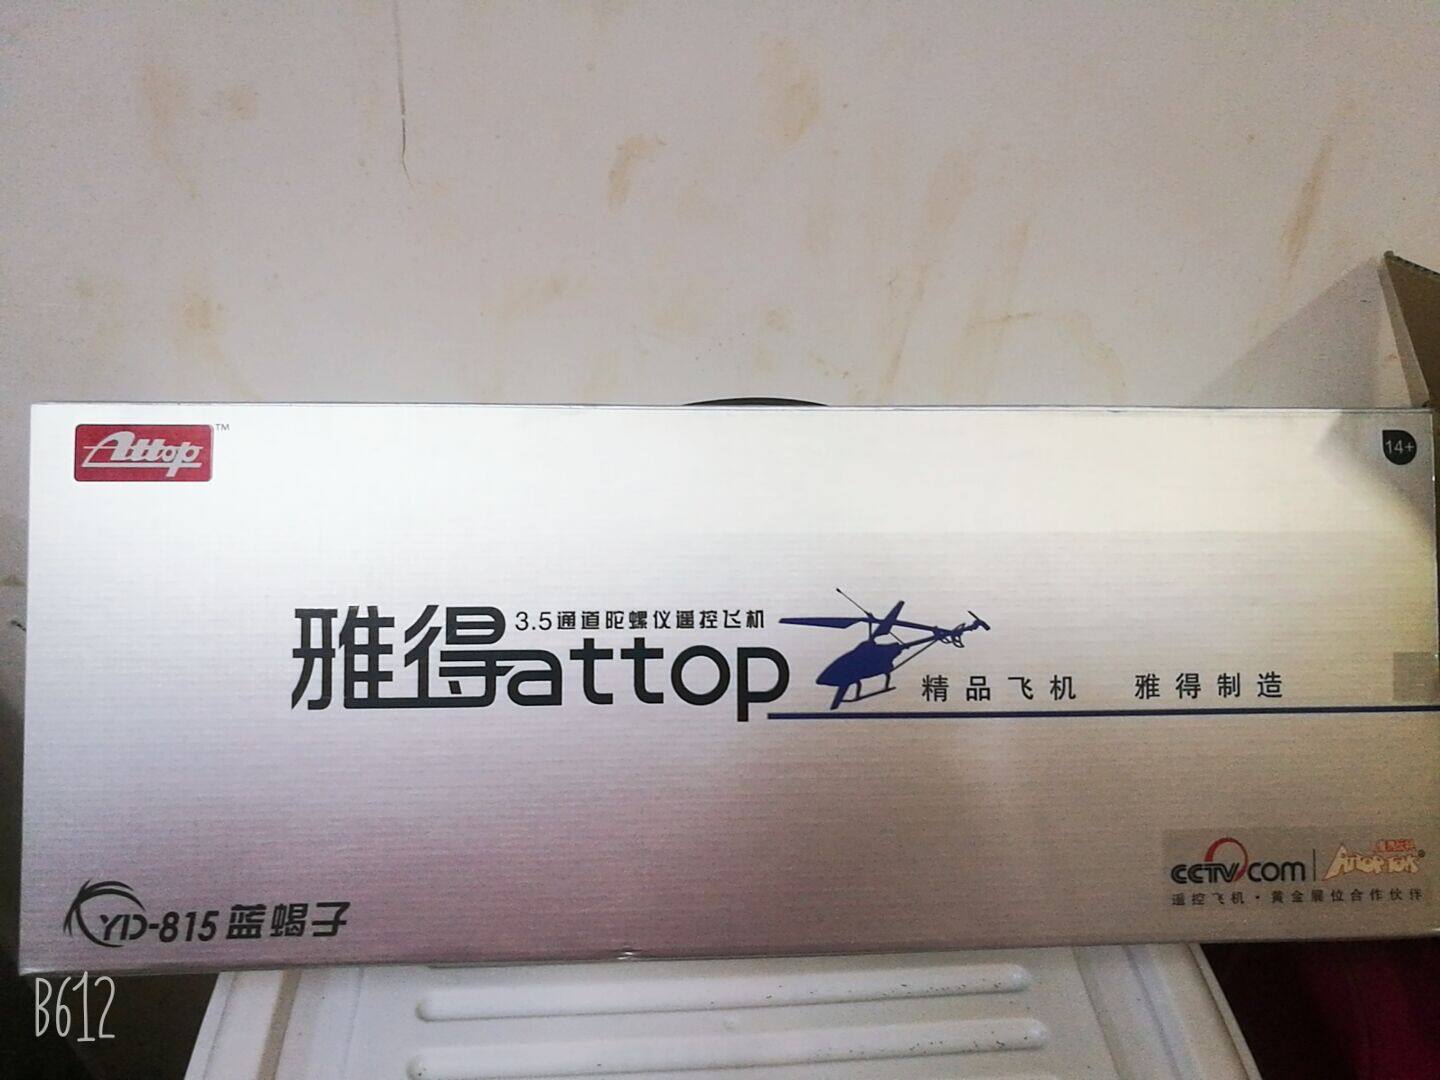 Attop™
14+
3.5通道陀螺仪遥控飞机
雅得attop
精品飞机 雅得制造
CCTV.com
遥控飞机·黄金展位合作伙伴
YD-815蓝蝎子
B612